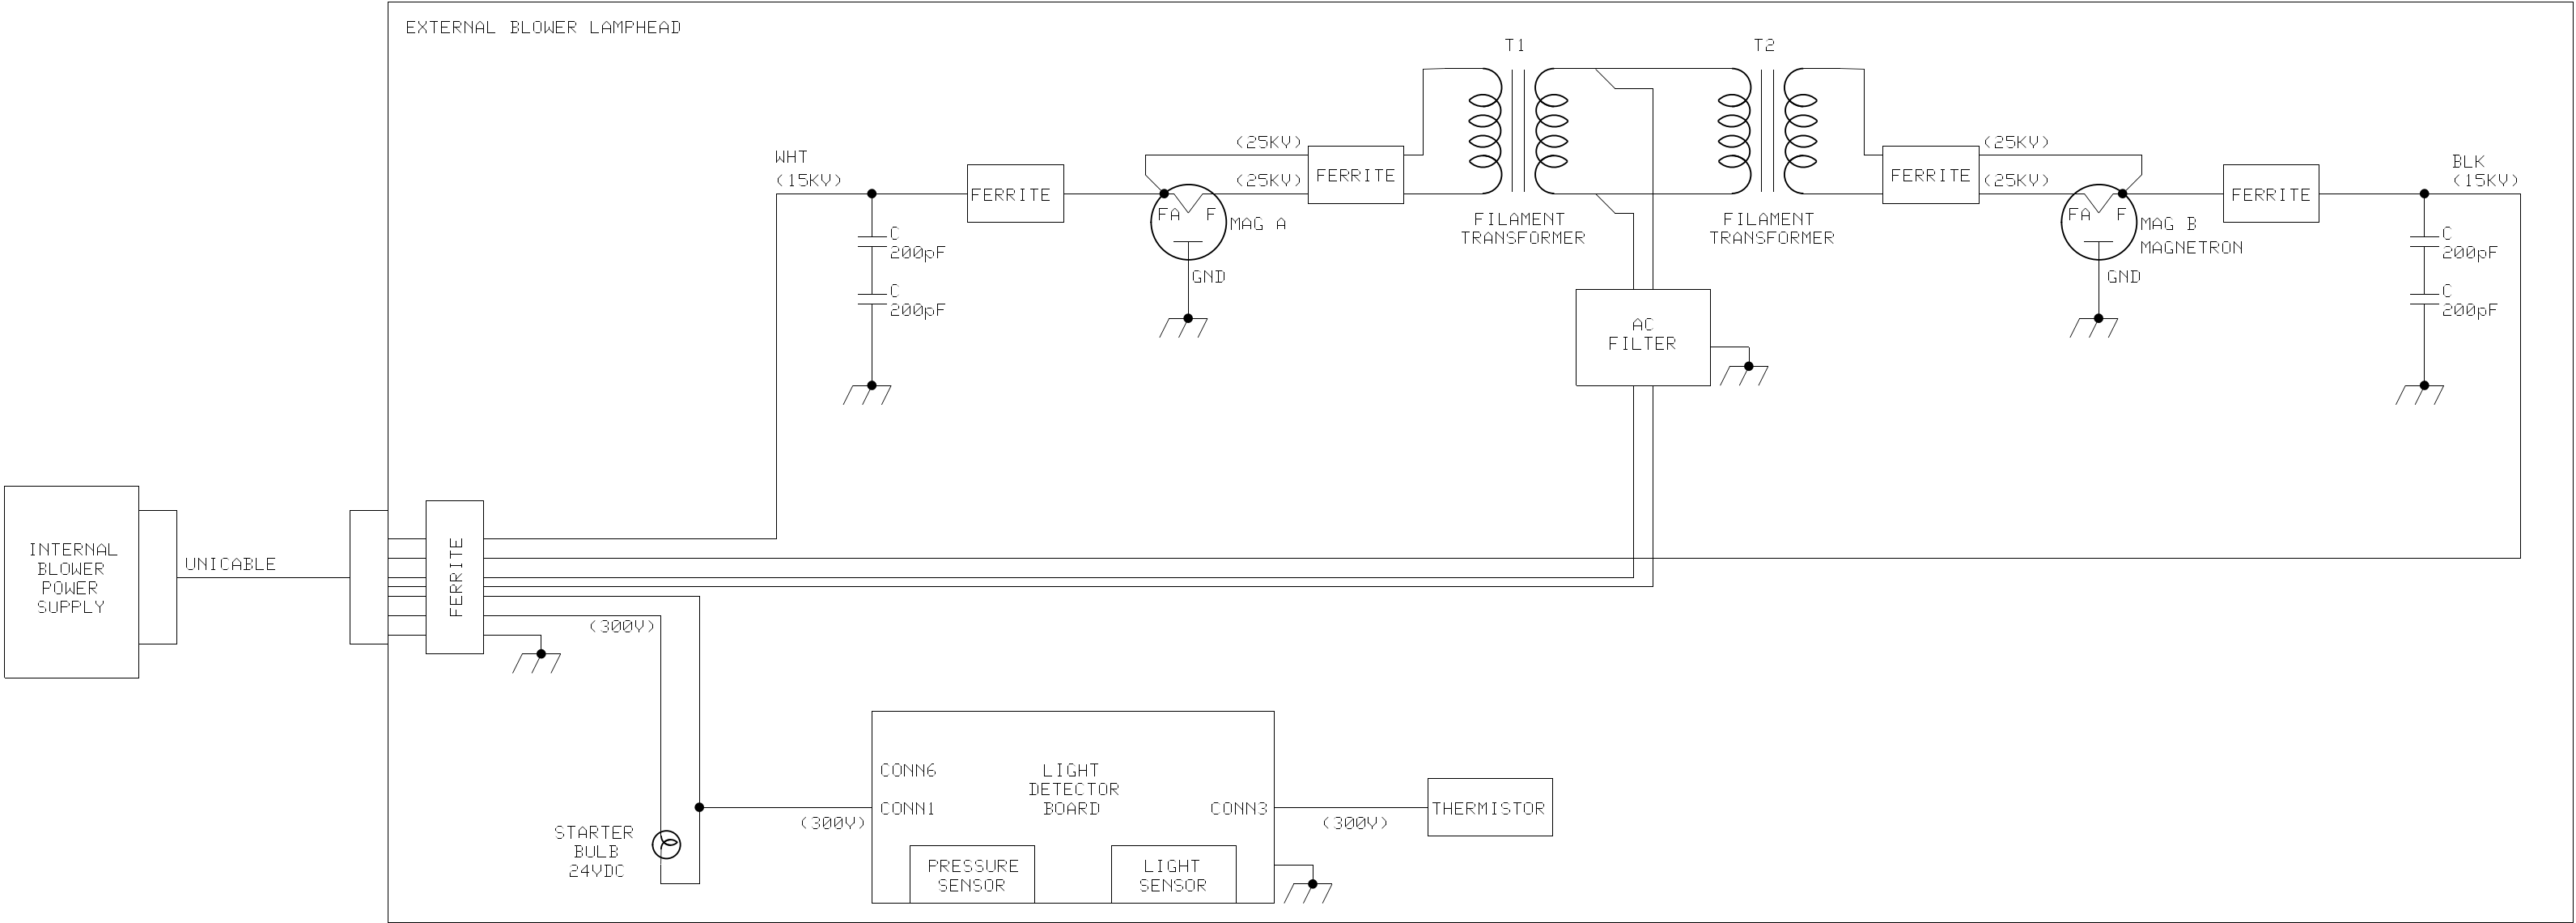 EXTERNAL BLOWER LAMPHEAD
T1
T2
WHT
(15KV)
FERRITE
(25KV)
(25KV)
FERRITE
FA F
MAG A
GND
FILAMENT
TRANSFORMER
FILAMENT
TRANSFORMER
FERRITE
(25KV)
(25KV)
FA F
MAG B
MAGNETRON
GND
FERRITE
BLK
(15KV)
C
200pF
C
200pF
C
200pF
C
200pF
AC
FILTER
INTERNAL
BLOWER
POWER
SUPPLY
UNICABLE
FERRITE
(300V)
STARTER
BULB
24VDC
(300V)
CONN6
CONN1
LIGHT
DETECTOR
BOARD
CONN3
(300V)
THERMISTOR
PRESSURE
SENSOR
LIGHT
SENSOR